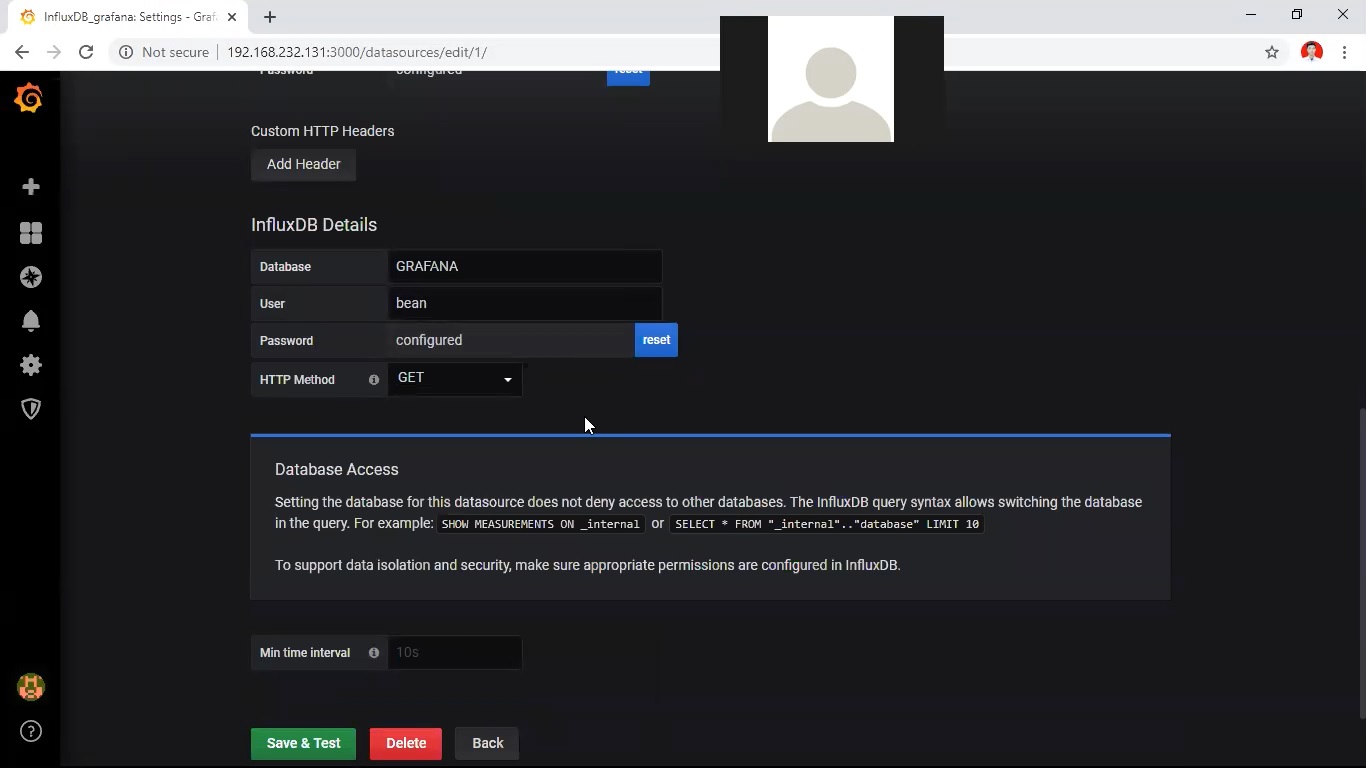 InfluxDB_grafana: Settings - Graf
Not secure
192.168.232.131:3000/datasources/edit/1/
Password
configured
reset
Custom HTTP Headers
Add Header
InfluxDB Details
Database
GRAFANA
User
bean
Password
configured
reset
HTTP Method
GET
Database Access
Setting the database for this datasource does not deny access to other databases. The InfluxDB query syntax allows switching the database
in the query. For example: SHOW MEASUREMENTS ON _internal or SELECT * FROM "_internal".."database" LIMIT 10
To support data isolation and security, make sure appropriate permissions are configured in InfluxDB.
Min time interval
10s
Save & Test
Delete
Back